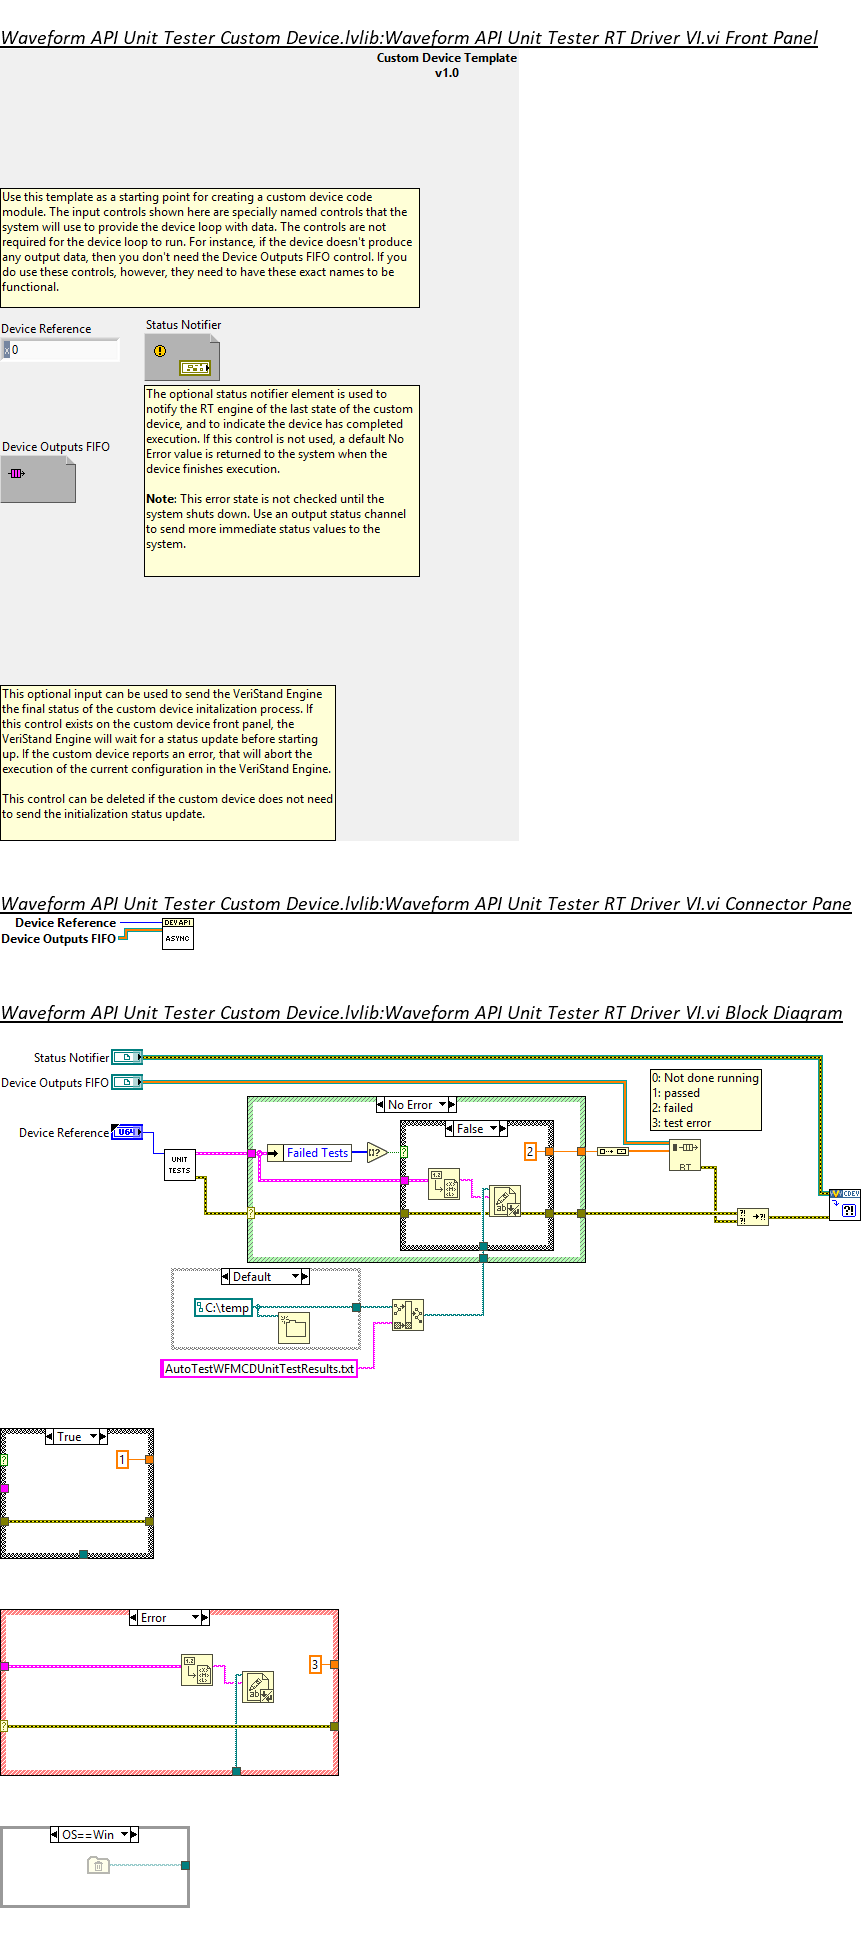 Waveform API Unit Tester Custom Device.lvlib:Waveform API Unit Tester RT Driver VI.vi Front Panel
Custom Device Template
v1.0
Use this template as a starting point for creating a custom device code
module. The input controls shown here are specially named controls that the
system will use to provide the device loop with data. The controls are not
required for the device loop to run. For instance, if the device doesn't produce
any output data, then you don't need the Device Outputs FIFO control. If you
do use these controls, however, they need to have these exact names to be
functional.
Device Reference
x 0
Status Notifier
The optional status notifier element is used to
notify the RT engine of the last state of the custom
device, and to indicate the device has completed
execution. If this control is not used, a default No
Error value is returned to the system when the
device finishes execution.
Note: This error state is not checked until the
system shuts down. Use an output status channel
to send more immediate status values to the
system.
Device Outputs FIFO
This optional input can be used to send the VeriStand Engine
the final status of the custom device initalization process. If
this control exists on the custom device front panel, the
VeriStand Engine will wait for a status update before starting
up. If the custom device reports an error, that will abort the
execution of the current configuration in the VeriStand Engine.
This control can be deleted if the custom device does not need
to send the initialization status update.
Waveform API Unit Tester Custom Device.lvlib:Waveform API Unit Tester RT Driver VI.vi Connector Pane
Device Reference
Device Outputs FIFO
DEV API
ASYNC
Waveform API Unit Tester Custom Device.lvlib:Waveform API Unit Tester RT Driver VI.vi Block Diagram
Status Notifier
Device Outputs FIFO
Device Reference
U64
UNIT
TESTS
No Error
Failed Tests
False
2
0: Not done running
1: passed
2: failed
3: test error
RT
CDEV
Default
C:\temp
AutoTestWFMCDUnitTestResults.txt
True
1
Error
3
OS==Win